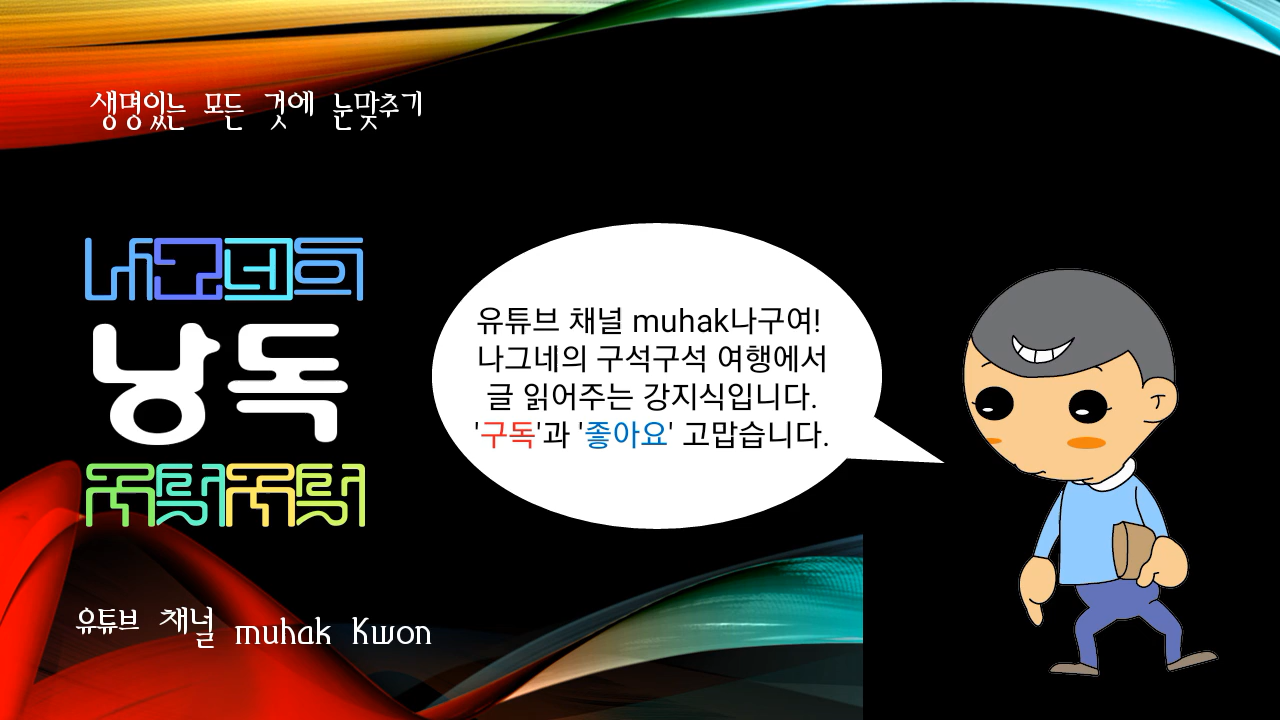 생명있는 모든 것에 눈맞추기
나그네의
낭독
구석구석
유튜브 채널 muhak나구여!
나그네의 구석구석 여행에서
글 읽어주는 강지식입니다.
'구독'과 '좋아요' 고맙습니다.
유튜브 채널 muhak Kwon